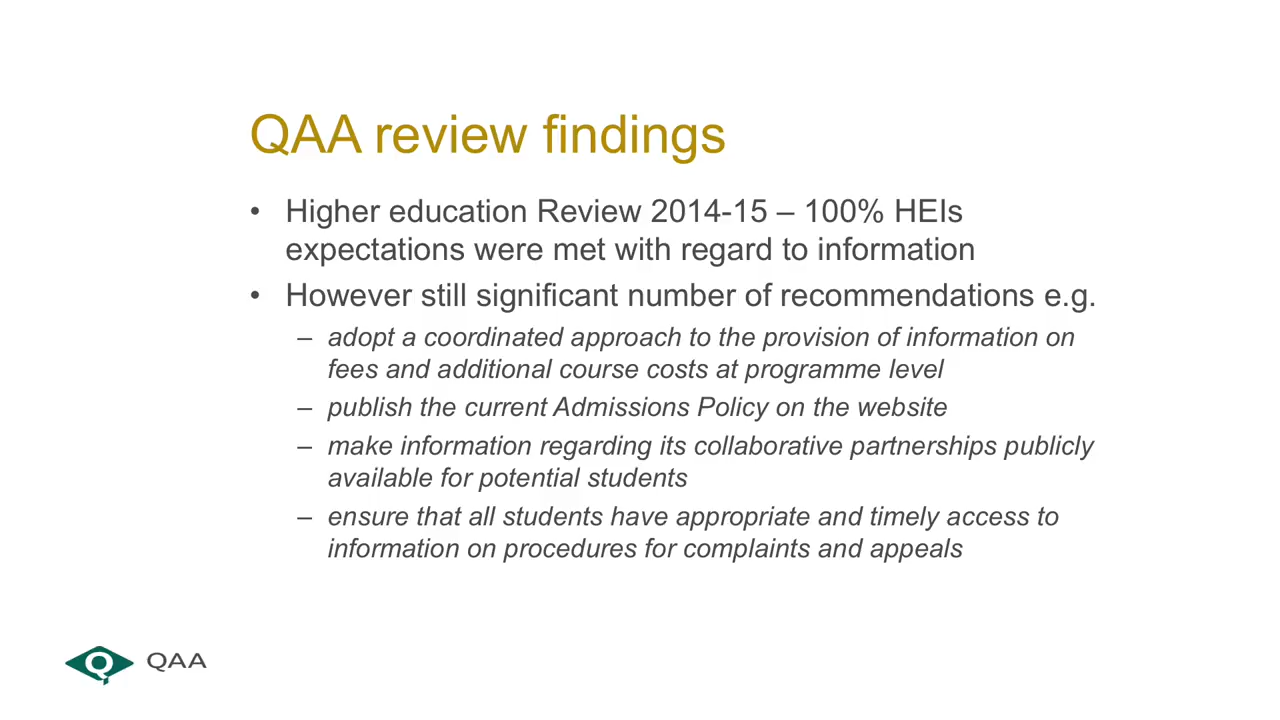 QAA review findings
• Higher education Review 2014-15 – 100% HEIs
expectations were met with regard to information
• However still significant number of recommendations e.g.
– adopt a coordinated approach to the provision of information on
fees and additional course costs at programme level
– publish the current Admissions Policy on the website
– make information regarding its collaborative partnerships publicly
available for potential students
– ensure that all students have appropriate and timely access to
information on procedures for complaints and appeals
Q QAA